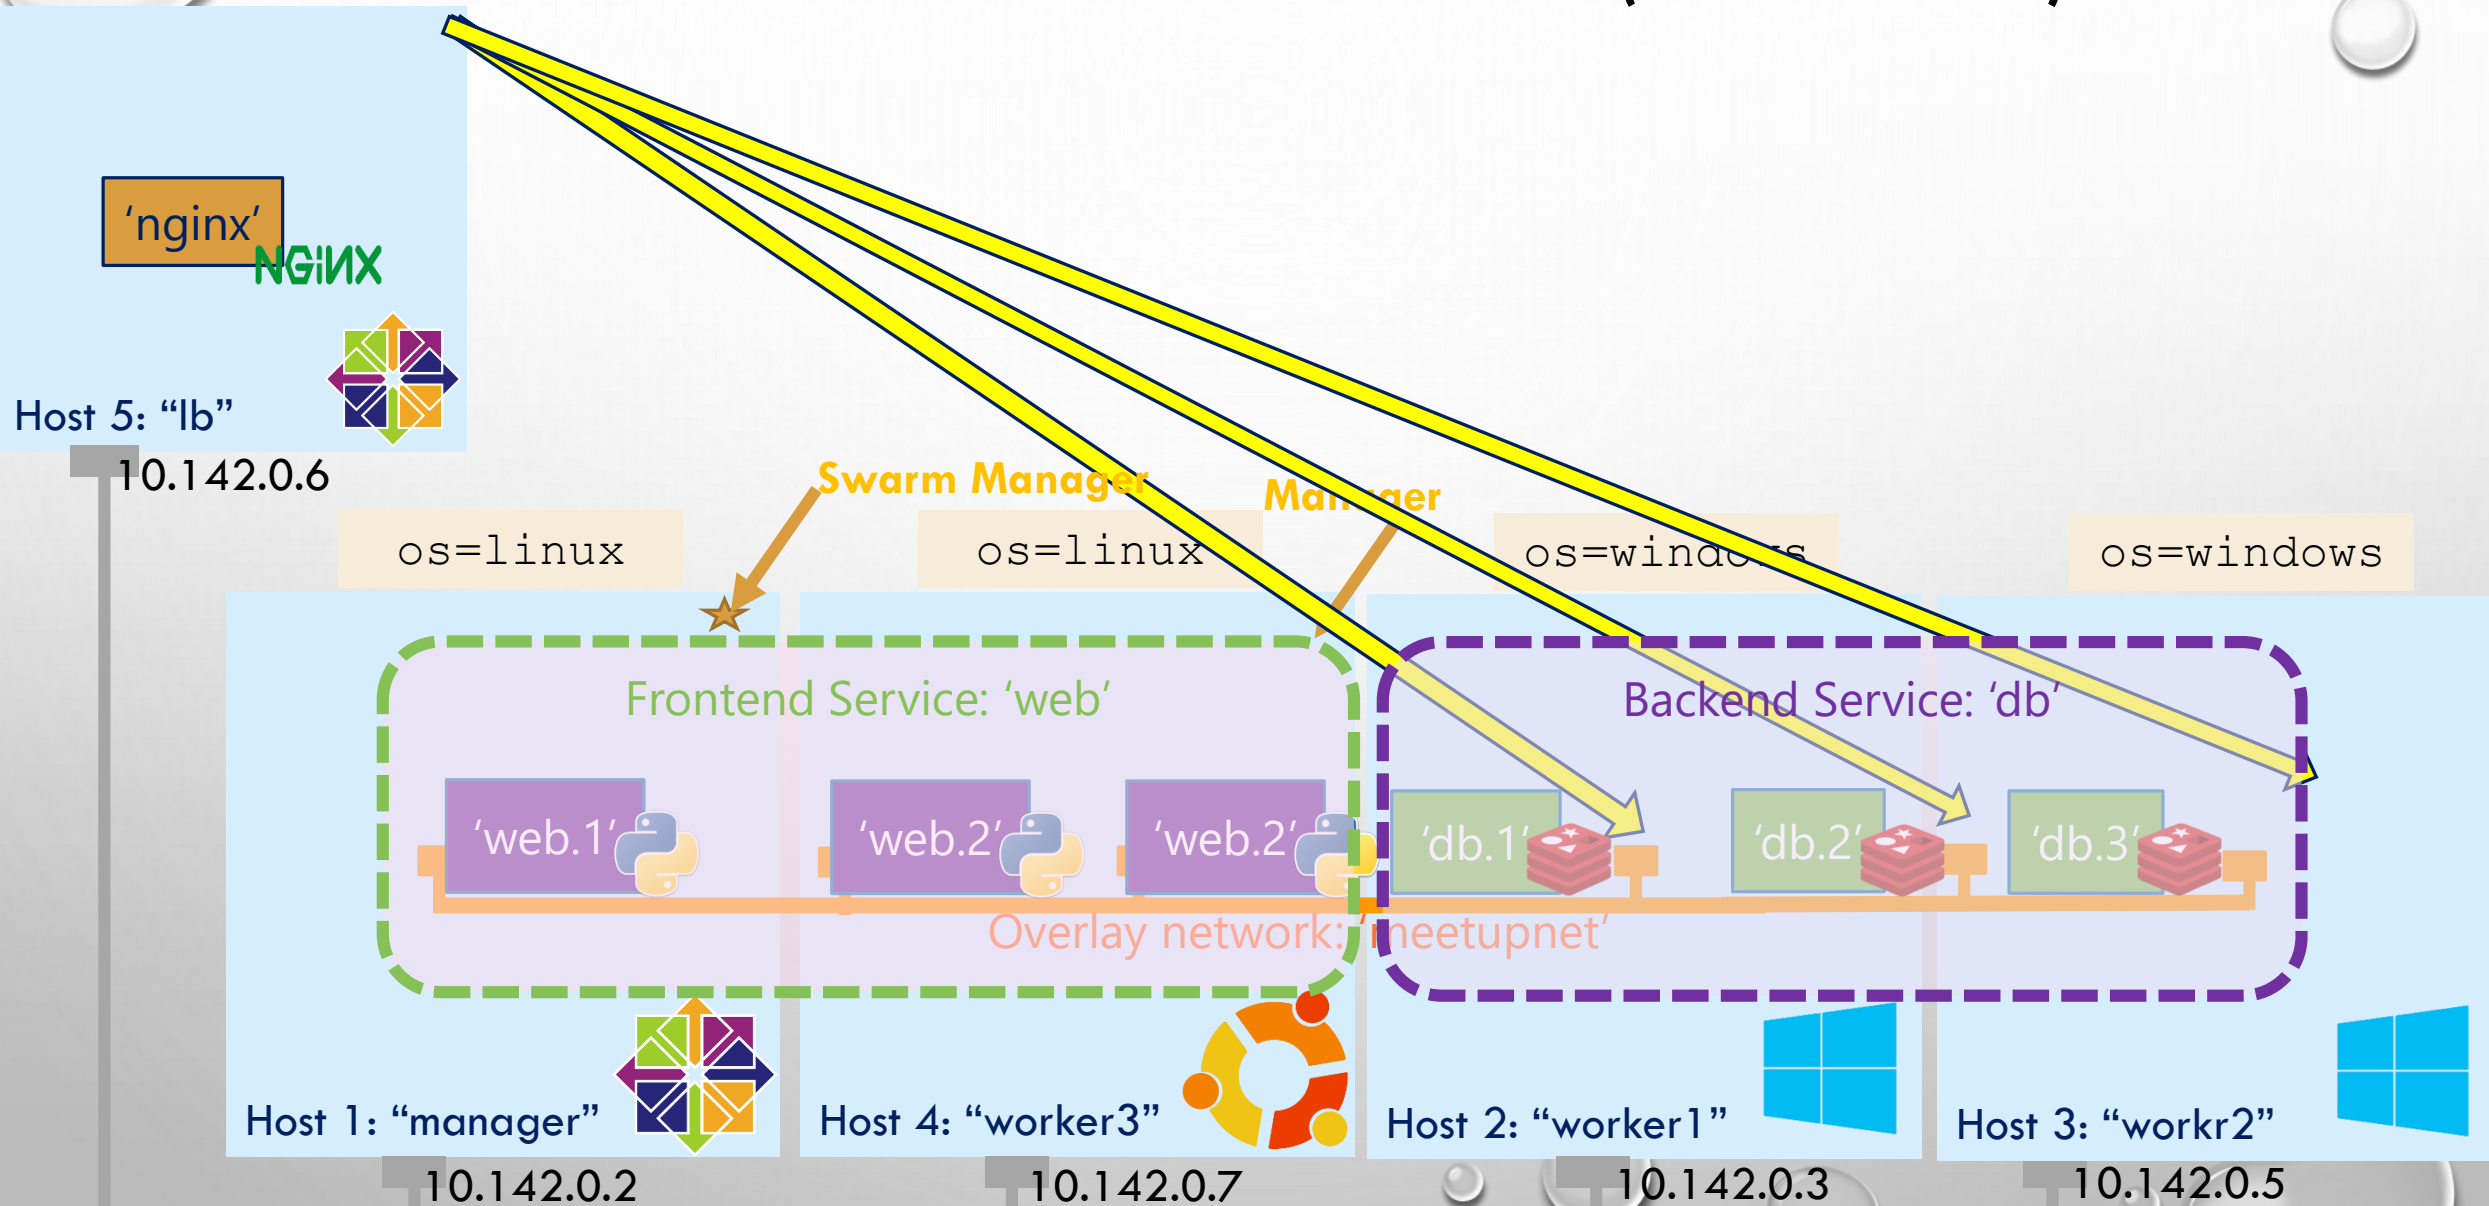 ‘nginx’
NGINX
Host 5: “lb”
10.142.0.6
Swarm Manager
Manager
os=linux
os=linux
os=windows
os=windows
Frontend Service: ‘web’
Backend Service: ‘db’
‘web.1’
‘web.2’
‘web.2’
‘db.1’
‘db.2’
‘db.3’
Overlay network: ‘meetupnet’
Host 1: “manager”
Host 4: “worker3”
Host 2: “worker1”
Host 3: “workr2”
10.142.0.2
10.142.0.7
10.142.0.3
10.142.0.5